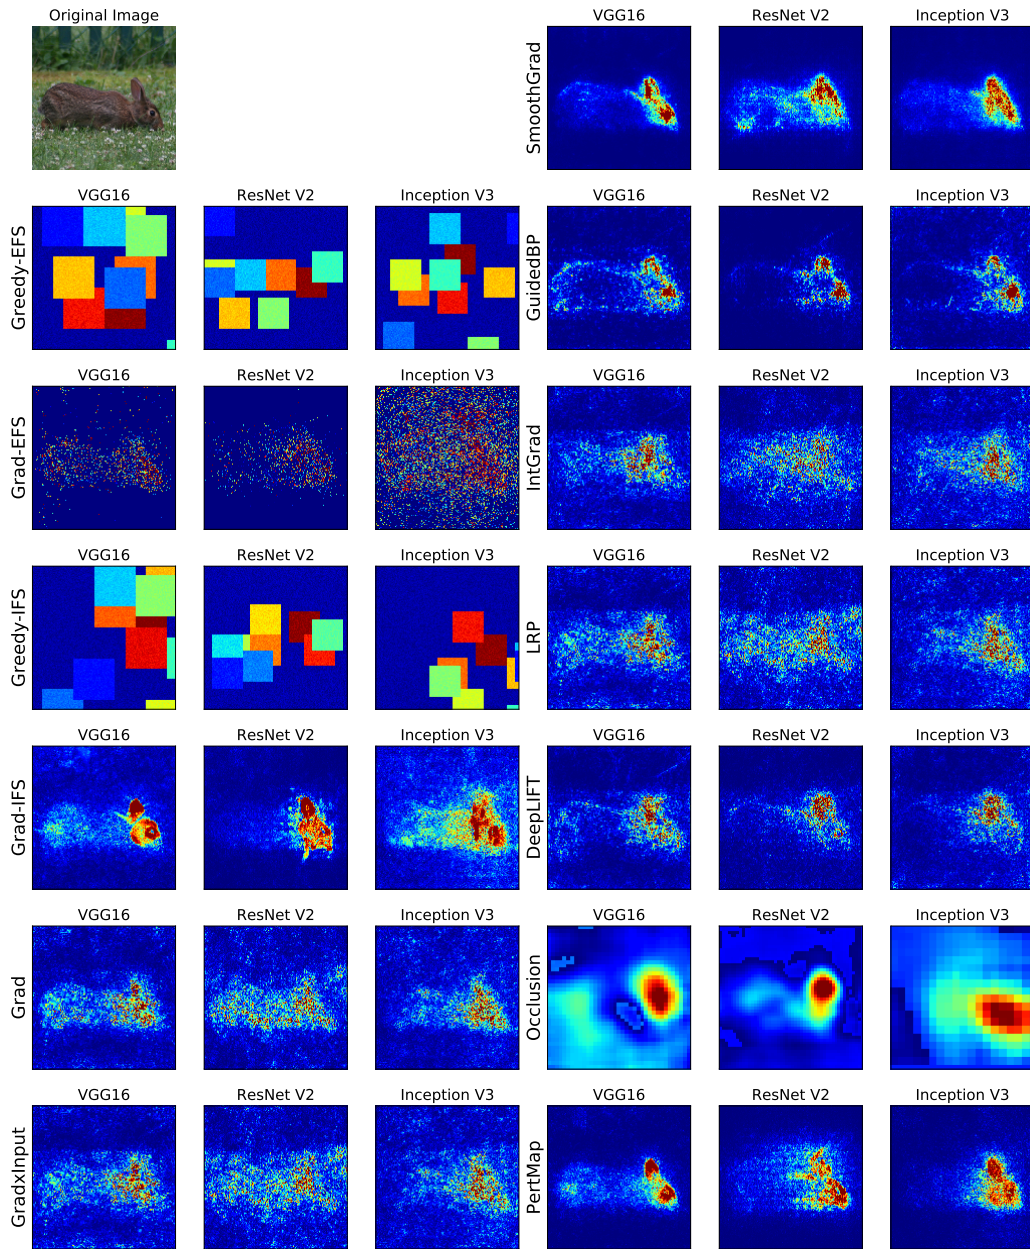 Original Image
VGG16 ResNet V2 Inception V3
SmoothGrad
VGG16 ResNet V2 Inception V3
Greedy-EFS
VGG16 ResNet V2 Inception V3
GuidedBP
VGG16 ResNet V2 Inception V3
Grad-EFS
VGG16 ResNet V2 Inception V3
IntGrad
VGG16 ResNet V2 Inception V3
Greedy-IFS
VGG16 ResNet V2 Inception V3
LRP
VGG16 ResNet V2 Inception V3
Grad-IFS
VGG16 ResNet V2 Inception V3
DeepLIFT
VGG16 ResNet V2 Inception V3
Grad
VGG16 ResNet V2 Inception V3
Occlusion
VGG16 ResNet V2 Inception V3
GradxInput
VGG16 ResNet V2 Inception V3
PertMap